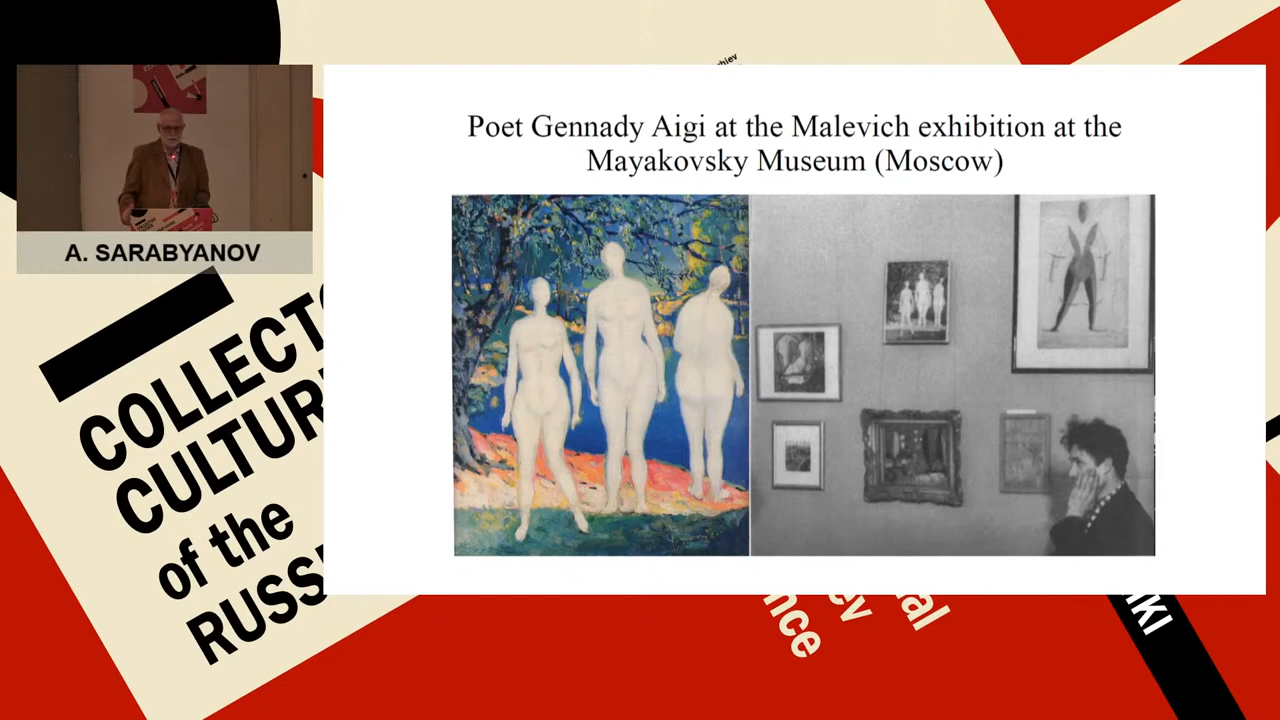 Poet Gennady Aigi at the Malevich exhibition at the
Mayakovsky Museum (Moscow)
A. SARABYANOV
COLLECT
CULTUR
of the
RUSS